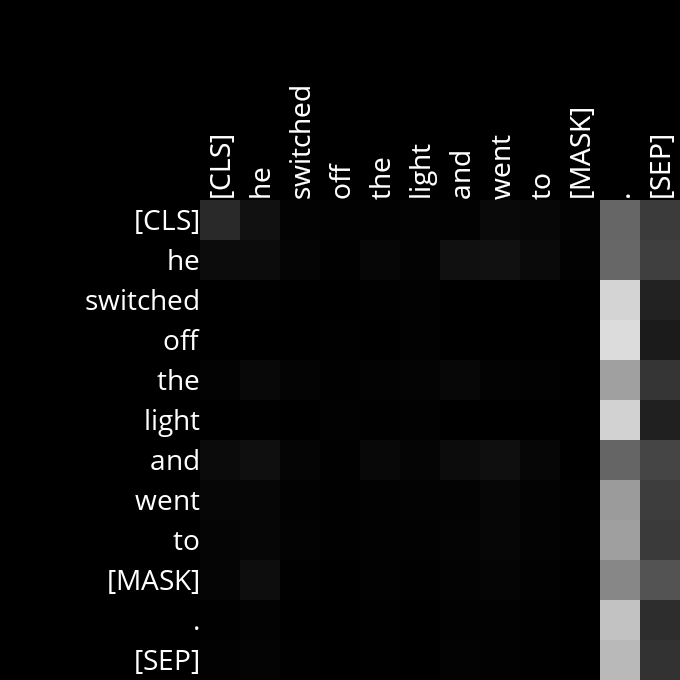 [CLS] he switched off the light and went to [MASK] . [SEP]
[CLS]
he
switched
off
the
light
and
went
to
[MASK]
.
[SEP]